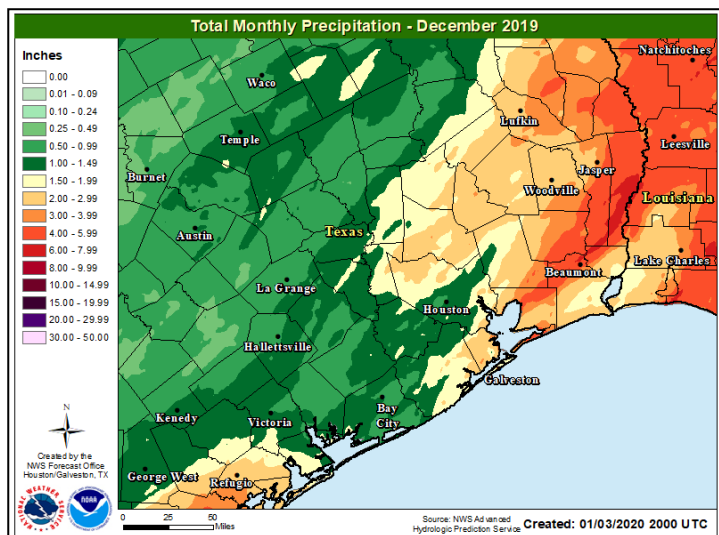 Total Monthly Precipitation - December 2019
Inches
0.00
0.01 - 0.09
0.10 - 0.24
0.25 - 0.49
0.50 - 0.99
1.00 - 1.49
1.50 - 1.99
2.00 - 2.99
3.00 - 3.99
4.00 - 5.99
6.00 - 7.99
8.00 - 9.99
10.00 - 14.99
15.00 - 19.99
20.00 - 29.99
30.00 - 50.00
N
Created by the
NWS Forecast Office
Houston/Galveston, TX
NATIONAL WEATHER SERVICE
NOAA
Natchitoches
Waco
Lufkin
Temple
Leesville
Burnet
Jasper
Woodville
Louisiana
Austin
Texas
Lake Charles
Beaumont
La Grange
Houston
Hallettsville
Galveston
Kenedy
Victoria
Bay
City
George West
Refugio
0 25 50
Miles
Source: NWS Advanced
Hydrologic Prediction Service
Created: 01/03/2020 2000 UTC